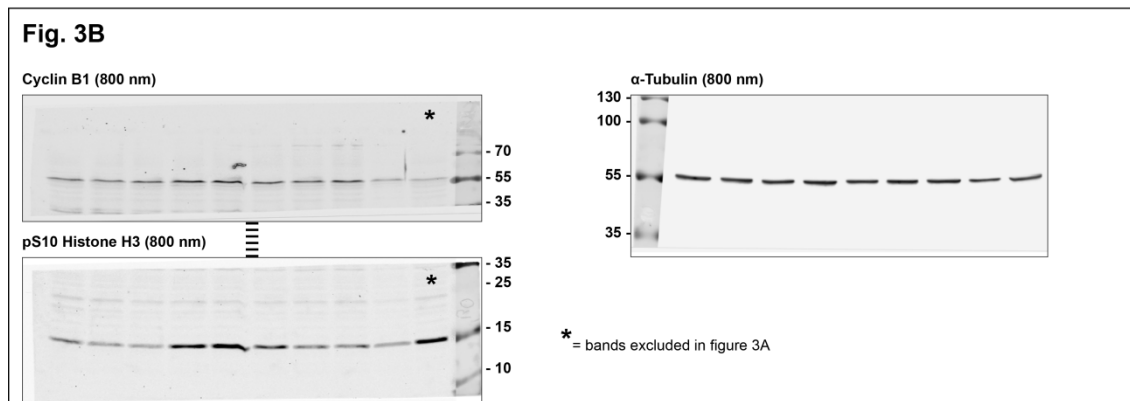 Fig. 3B
Cyclin B1 (800 nm)
*
- 70
- 55
- 35
pS10 Histone H3 (800 nm)
*
- 35
- 25
- 15
- 10
α-Tubulin (800 nm)
130 -
100 -
55 -
35 -
* = bands excluded in figure 3A